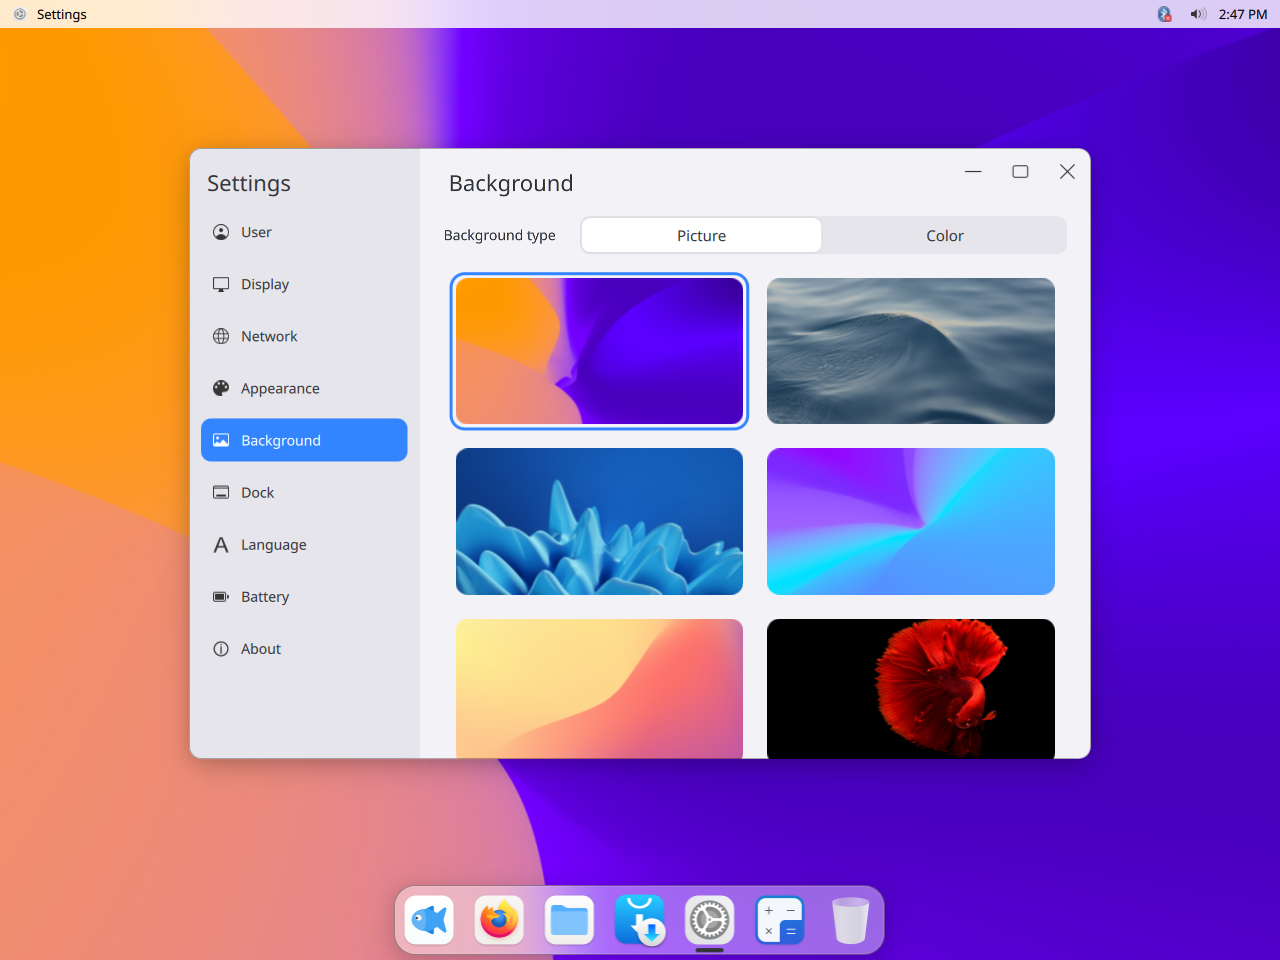 Settings
2:47 PM
Settings
Background
User
Background type
Picture
Color
Display
Network
Appearance
Background
Dock
Language
Battery
About